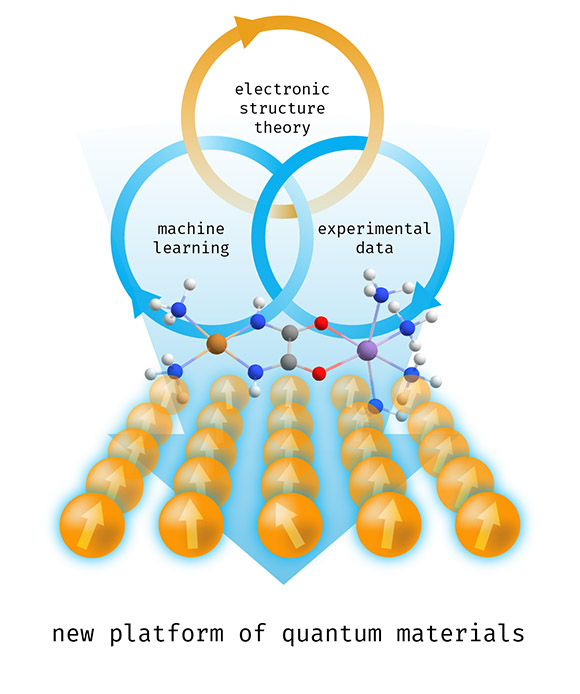 electronic
structure
theory
machine
learning
experimental
data
new platform of quantum materials